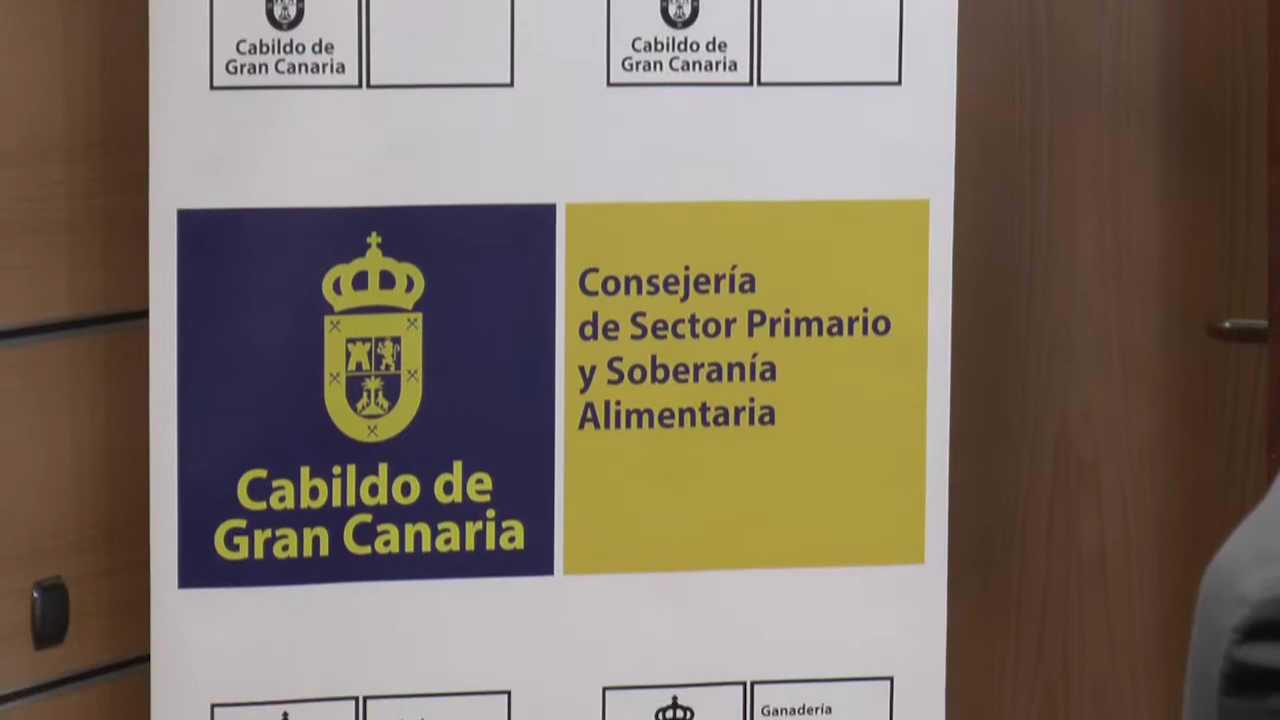 Cabildo de
Gran Canaria
Cabildo de
Gran Canaria
Cabildo de
Gran Canaria
Consejería
de Sector Primario
y Soberanía
Alimentaria
Ganadería